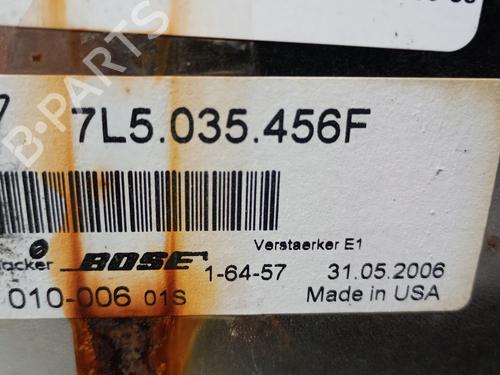 7 7L5.035.456F
Verstaerker E1
BOSE 1-64-57 31.05.2006
010-006 01S Made in USA
B-PARTS